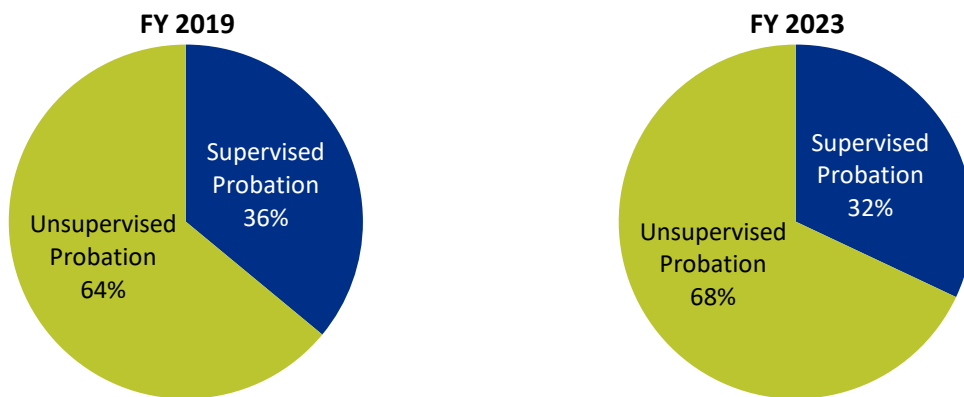 FY 2019
Supervised
Probation
36%
Unsupervised
Probation
64%
FY 2023
Supervised
Probation
32%
Unsupervised
Probation
68%